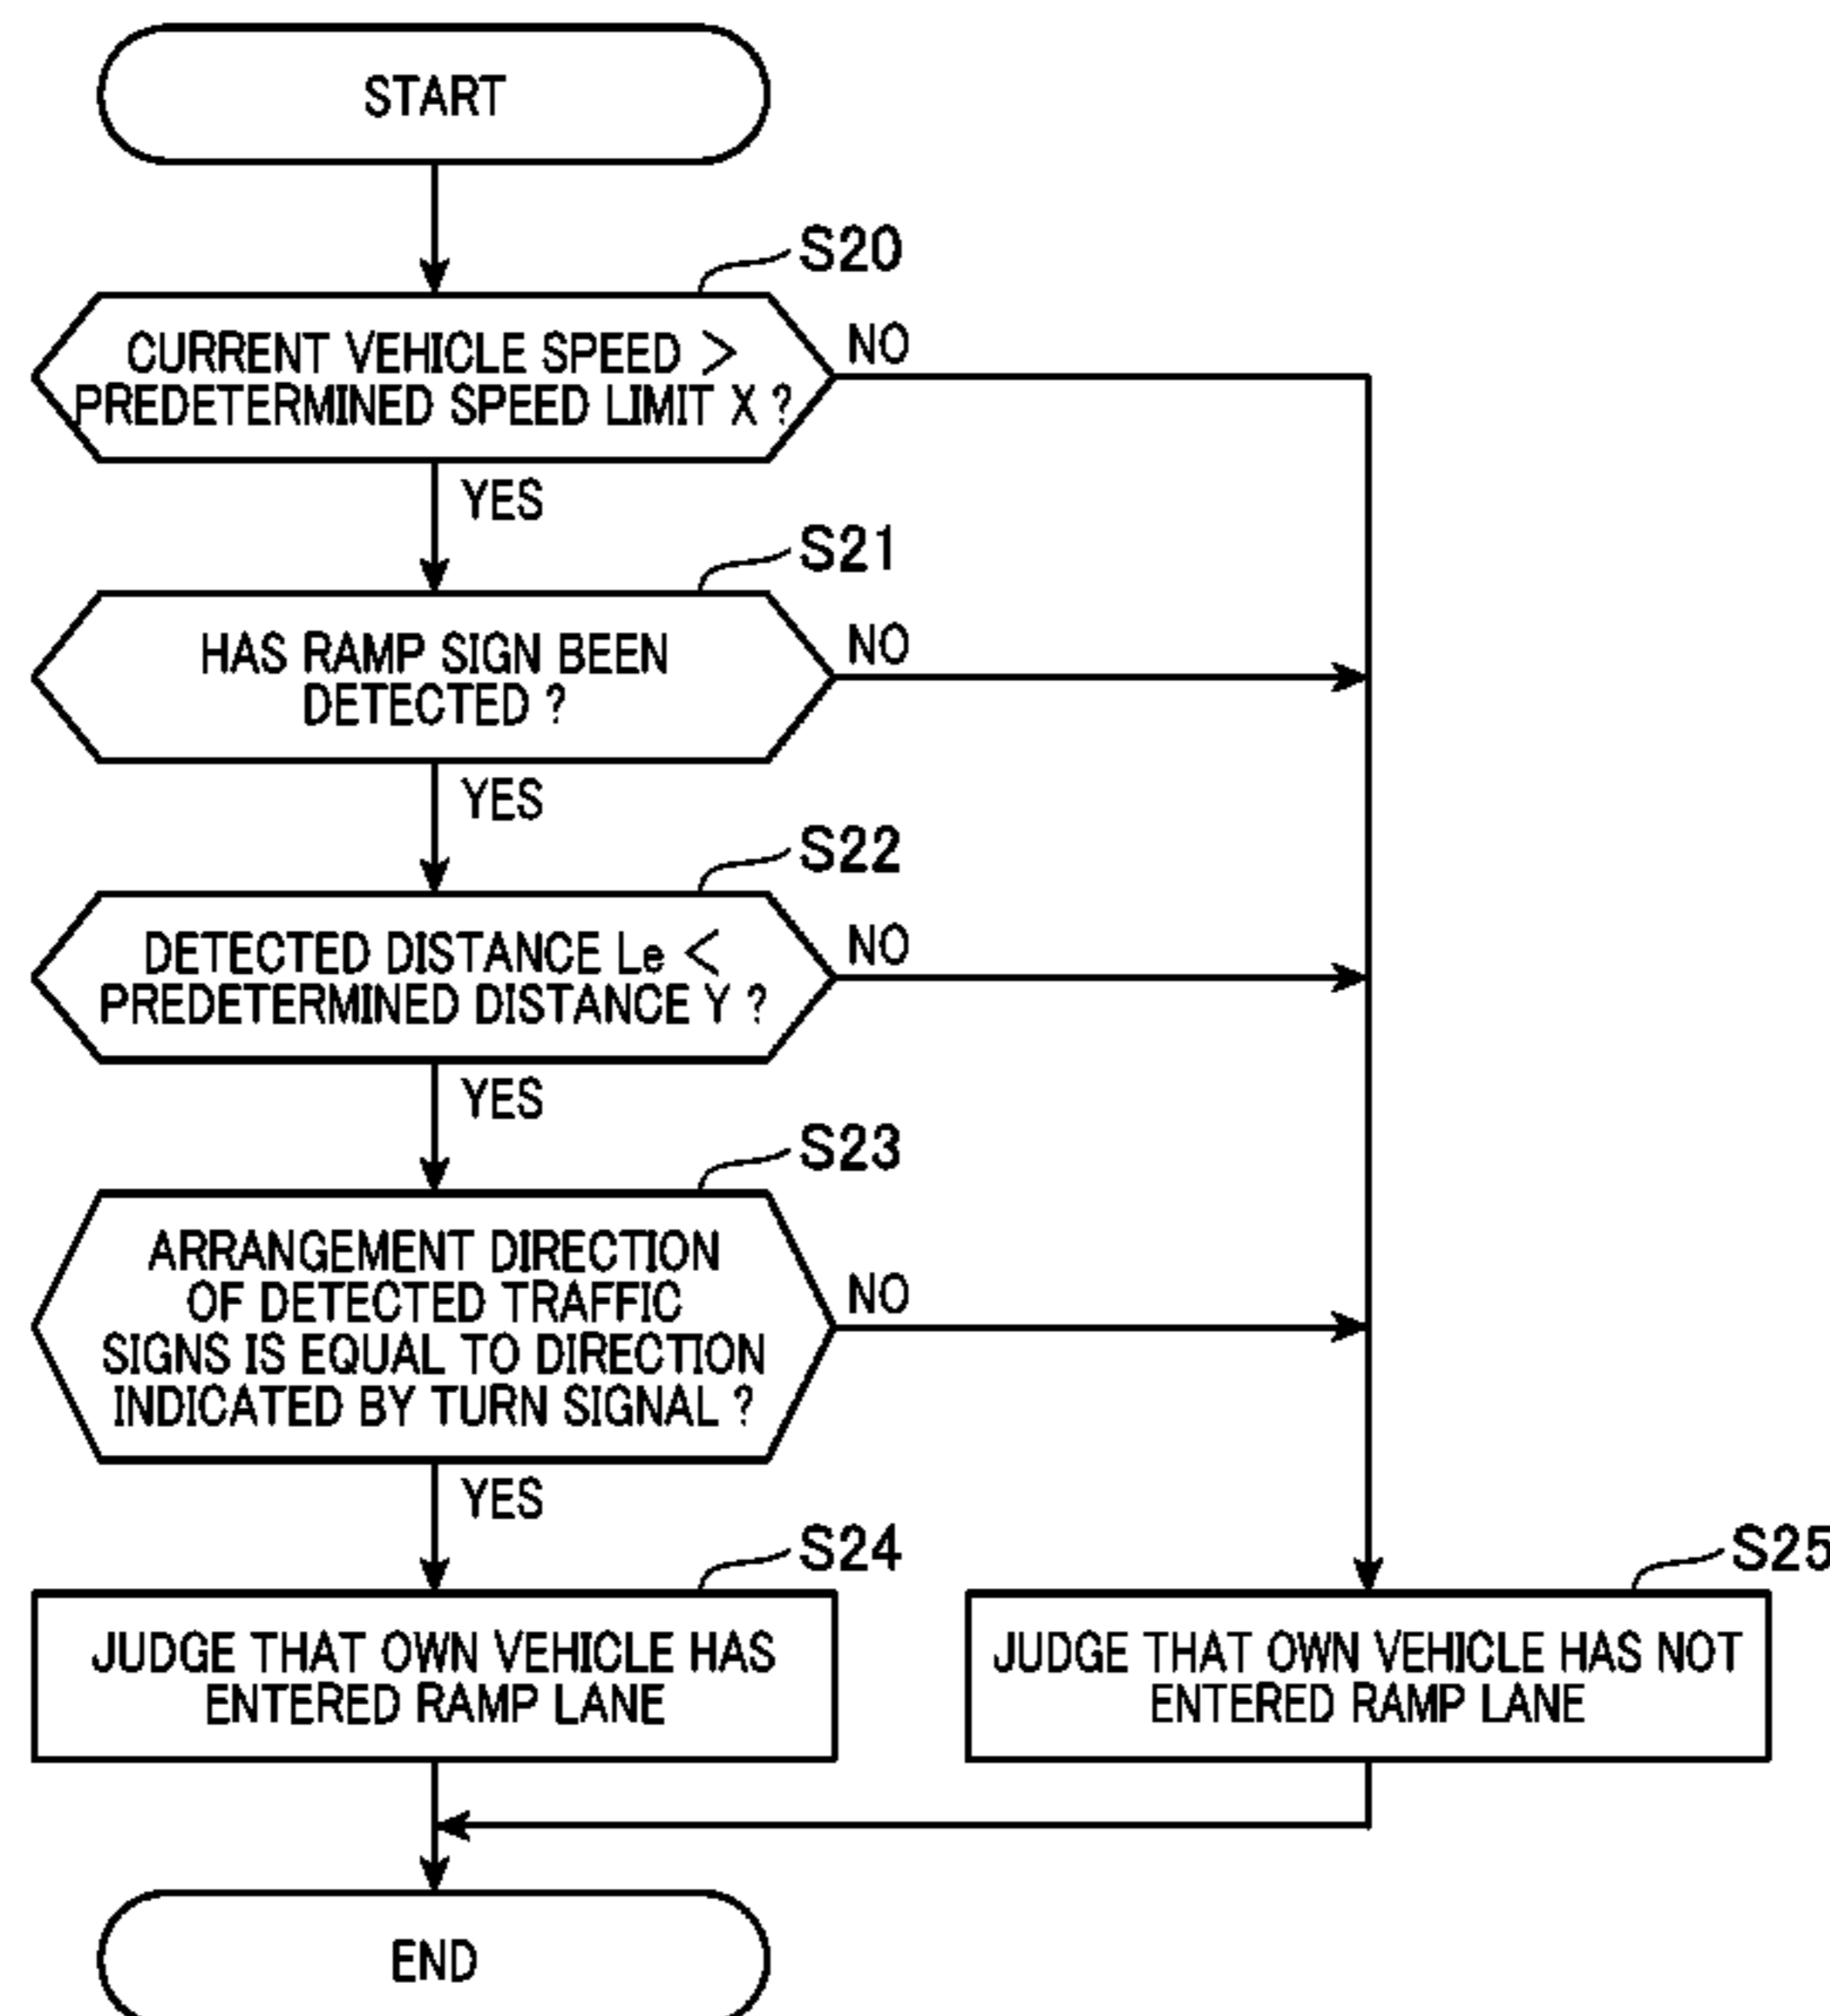 START
S20
CURRENT VEHICLE SPEED >
PREDETERMINED SPEED LIMIT X ?
NO
YES
S21
HAS RAMP SIGN BEEN
DETECTED ?
NO
YES
S22
DETECTED DISTANCE Le <
PREDETERMINED DISTANCE Y ?
NO
YES
S23
ARRANGEMENT DIRECTION
OF DETECTED TRAFFIC
SIGNS IS EQUAL TO DIRECTION
INDICATED BY TURN SIGNAL ?
NO
YES
S24
JUDGE THAT OWN VEHICLE HAS
ENTERED RAMP LANE
S25
JUDGE THAT OWN VEHICLE HAS NOT
ENTERED RAMP LANE
END